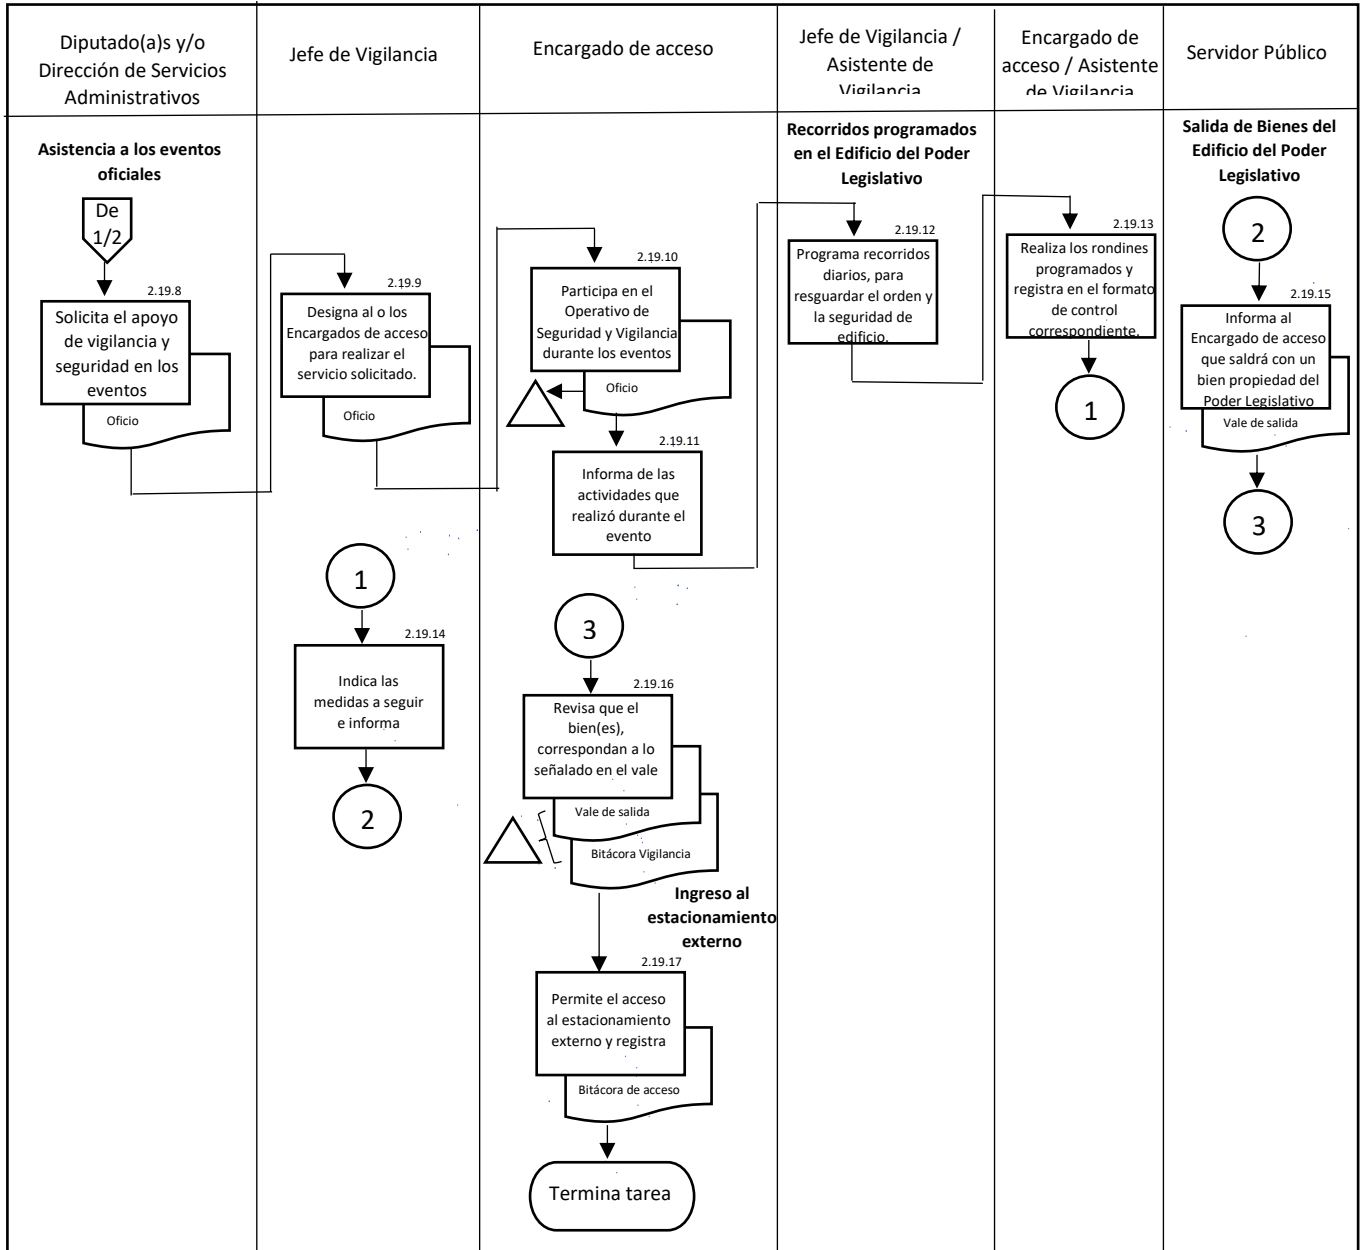 Diputado(a)s y/o
Dirección de Servicios
Administrativos
Jefe de Vigilancia
Encargado de acceso
Jefe de Vigilancia /
Asistente de
Vigilancia
Encargado de
acceso / Asistente
de Vigilancia
Servidor Público
Asistencia a los eventos
oficiales
De
1/2
2.19.8
Solicita el apoyo
de vigilancia y
seguridad en los
eventos
Oficio
2.19.9
Designa al o los
Encargados de acceso
para realizar el
servicio solicitado.
Oficio
2.19.10
Participa en el
Operativo de
Seguridad y Vigilancia
durante los eventos
Oficio
2.19.11
Informa de las
actividades que
realizó durante el
evento
Recorridos programados
en el Edificio del Poder
Legislativo
2.19.12
Programa recorridos
diarios, para
resguardar el orden y
la seguridad de
edificio.
2.19.13
Realiza los rondines
programados y
registra en el formato
de control
correspondiente.
1
Salida de Bienes del
Edificio del Poder
Legislativo
2
2.19.15
Informa al
Encargado de acceso
que saldrá con un
bien propiedad del
Poder Legislativo
Vale de salida
3
1
2.19.14
Indica las
medidas a seguir
e informa
2
3
2.19.16
Revisa que el
bien(es),
correspondan a lo
señalado en el vale
Vale de salida
Bitácora Vigilancia
Ingreso al
estacionamiento
externo
2.19.17
Permite el acceso
al estacionamiento
externo y registra
Bitácora de acceso
Termina tarea